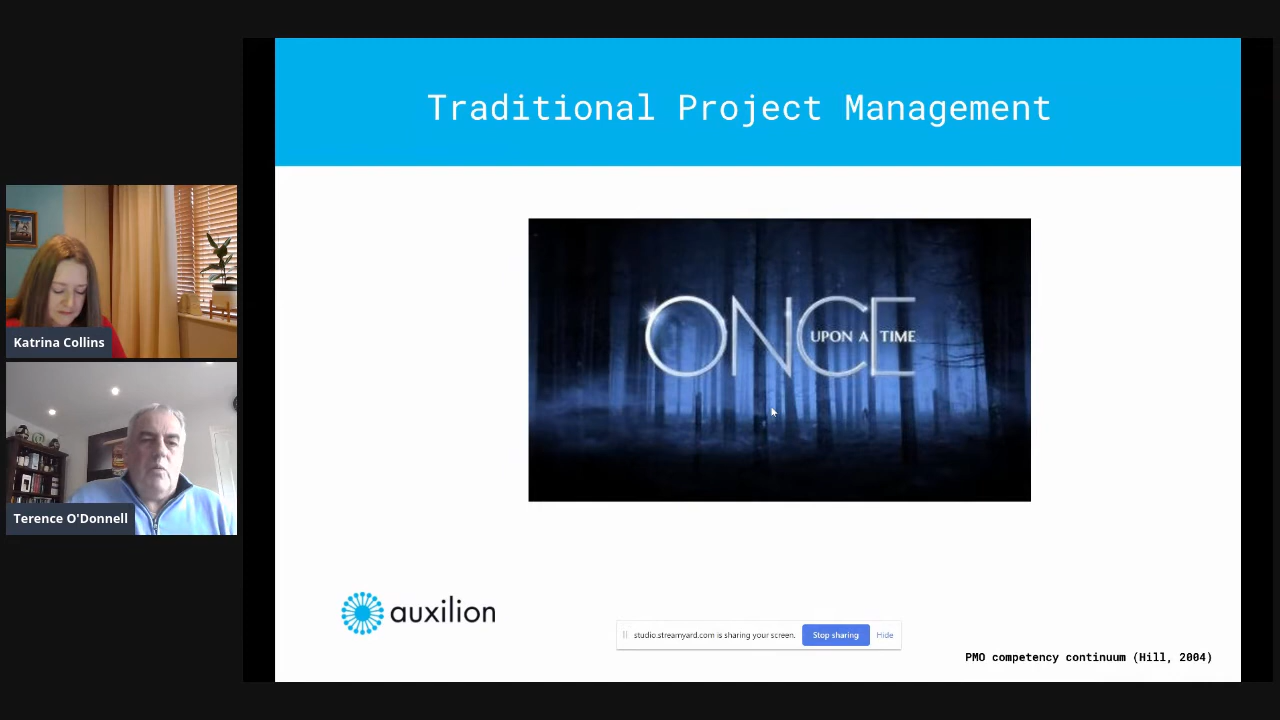 Traditional Project Management
ONCE
UPON A TIME
Katrina Collins
Terence O'Donnell
auxilion
studio.streamyard.com is sharing your screen. Stop sharing Hide
PMO competency continuum (Hill, 2004)